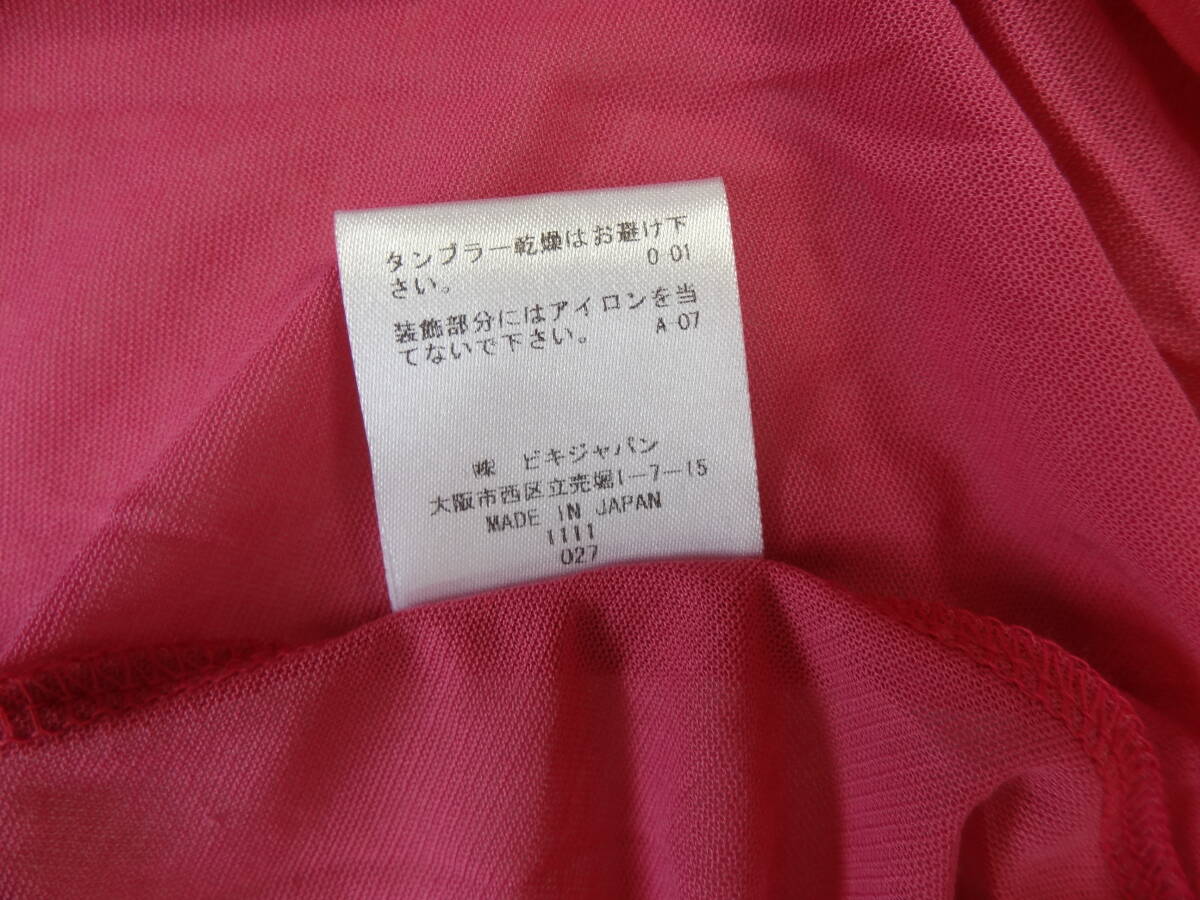 タンブラー乾燥はお避け下
さい。 0 01
装飾部分にはアイロンを当
てないで下さい。 A-07
㈱ ビキジャパン
大阪市西区立売堀1-7-15
MADE IN JAPAN
1111
027